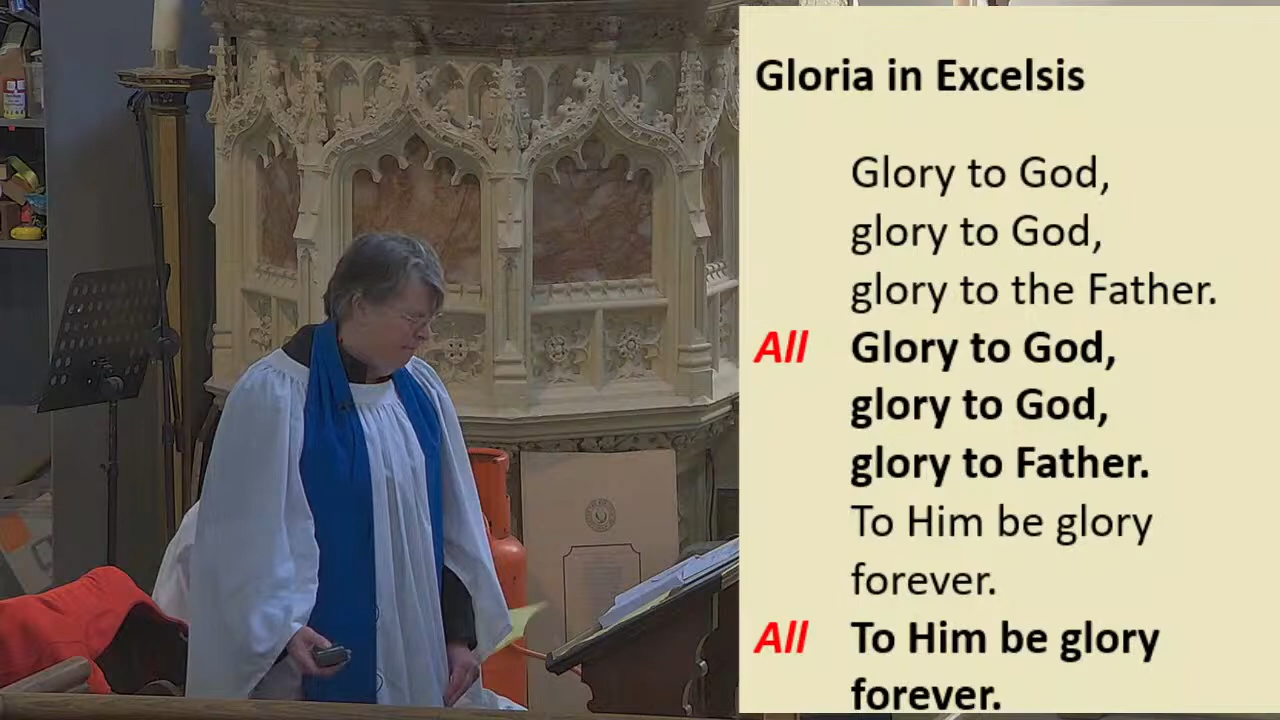 Gloria in Excelsis
Glory to God,
glory to God,
glory to the Father.
All Glory to God,
glory to God,
glory to Father.
To Him be glory
forever.
All To Him be glory
forever.